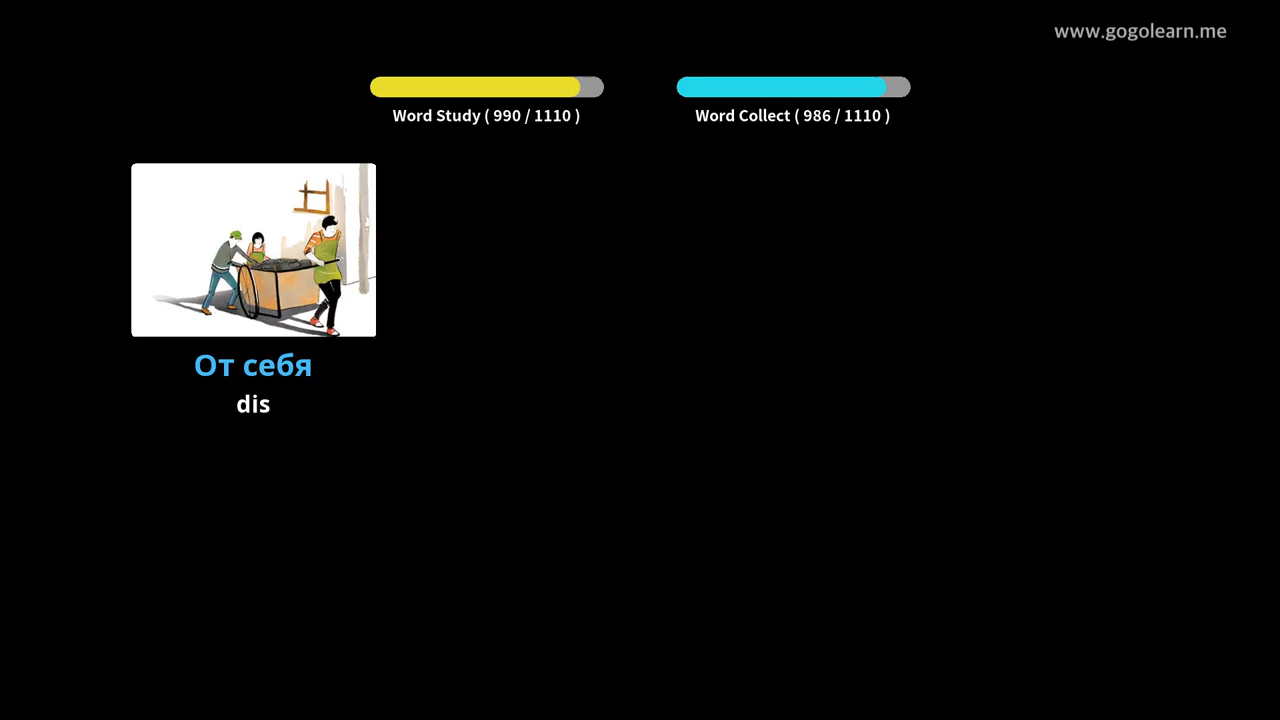 www.gogolearn.me
Word Study ( 990 / 1110 )
Word Collect ( 986 / 1110 )
От себя
dis